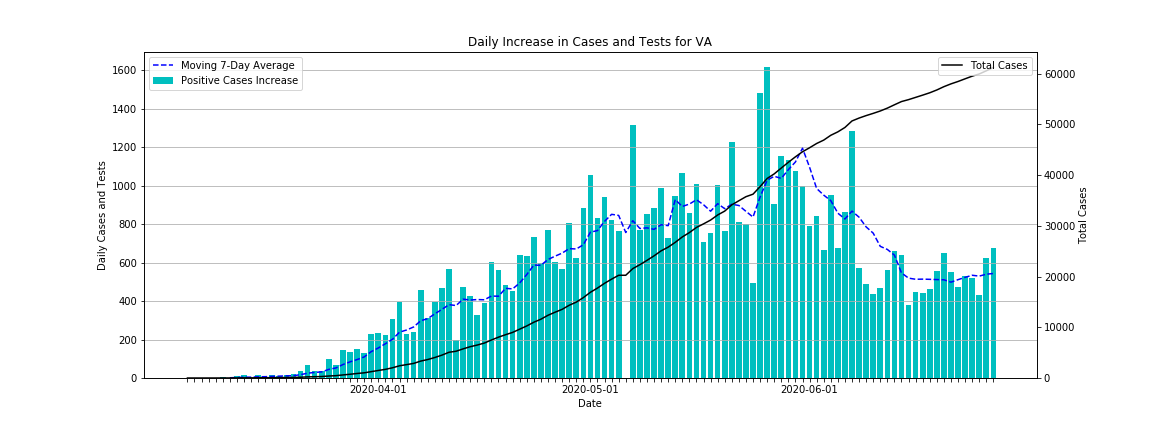 Daily Increase in Cases and Tests for VA
Moving 7-Day Average
Positive Cases Increase
Total Cases
1600
1400
1200
1000
800
600
400
200
0
Daily Cases and Tests
60000
50000
40000
30000
20000
10000
0
Total Cases
2020-04-01
2020-05-01
2020-06-01
Date